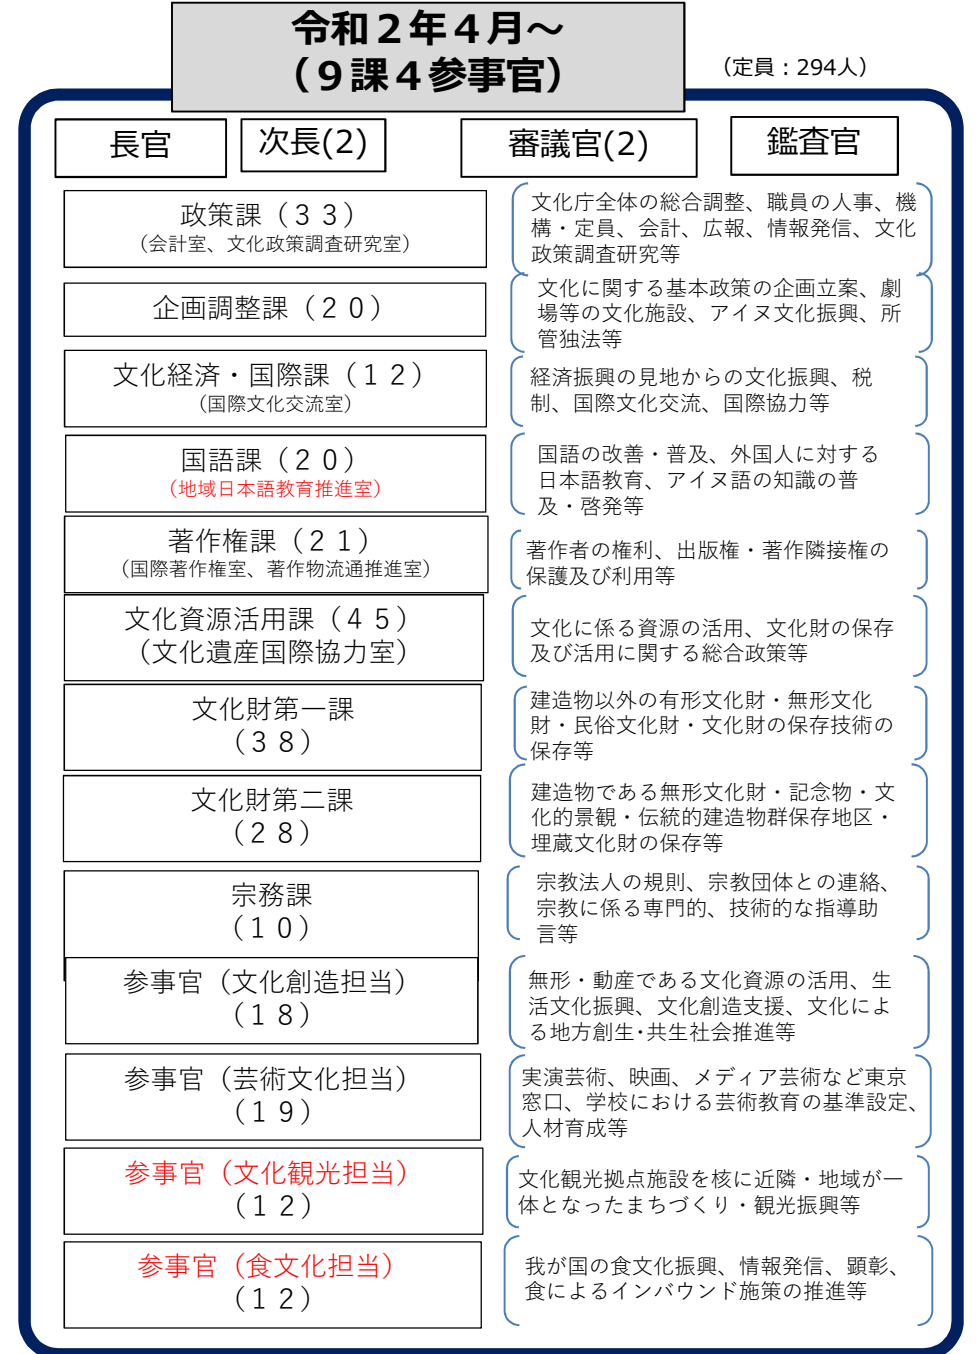 令和２年４月～
（９課４参事官）
（定員：294人）
長官
次長(2)
審議官(2)
鑑査官
政策課（３３）
（会計室、文化政策調査研究室）
文化庁全体の総合調整、職員の人事、機
構・定員、会計、広報、情報発信、文化
政策調査研究等
企画調整課（２０）
文化に関する基本政策の企画立案、劇
場等の文化施設、アイヌ文化振興、所
管独法等
文化経済・国際課（１２）
（国際文化交流室）
経済振興の見地からの文化振興、税
制、国際文化交流、国際協力等
国語課（２０）
（地域日本語教育推進室）
国語の改善・普及、外国人に対する
日本語教育、アイヌ語の知識の普
及・啓発等
著作権課（２１）
（国際著作権室、著作物流通推進室）
著作者の権利、出版権・著作隣接権の
保護及び利用等
文化資源活用課（４５）
（文化遺産国際協力室）
文化に係る資源の活用、文化財の保存
及び活用に関する総合政策等
文化財第一課
（３８）
建造物以外の有形文化財・無形文化
財・民俗文化財・文化財の保存技術の
保存等
文化財第二課
（２８）
建造物である無形文化財・記念物・文
化的景観・伝統的建造物群保存地区・
埋蔵文化財の保存等
宗務課
（１０）
宗教法人の規則、宗教団体との連絡、
宗教に係る専門的、技術的な指導助
言等
参事官（文化創造担当）
（１８）
無形・動産である文化資源の活用、生
活文化振興、文化創造支援、文化によ
る地方創生・共生社会推進等
参事官（芸術文化担当）
（１９）
実演芸術、映画、メディア芸術など東京
窓口、学校における芸術教育の基準設定、
人材育成等
参事官（文化観光担当）
（１２）
文化観光拠点施設を核に近隣・地域が一
体となったまちづくり・観光振興等
参事官（食文化担当）
（１２）
我が国の食文化振興、情報発信、顕彰、
食によるインバウンド施策の推進等